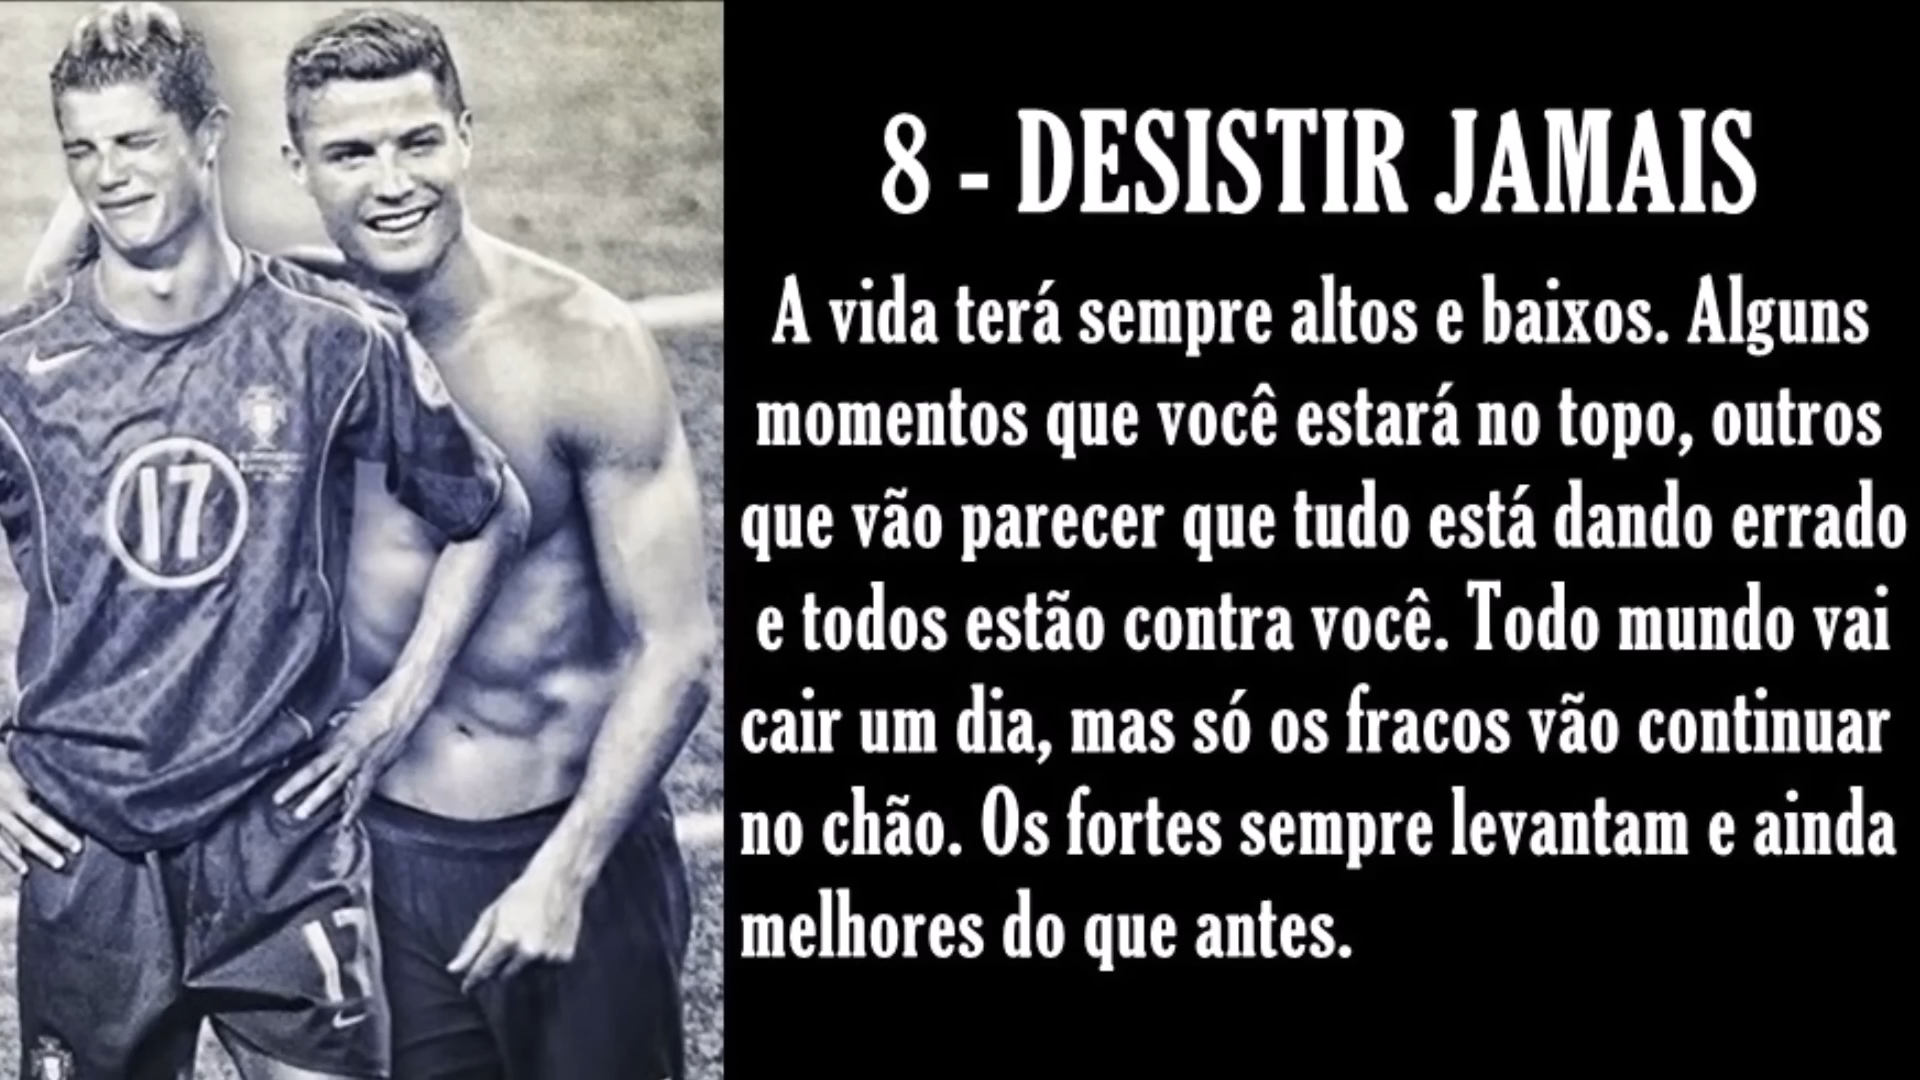 8 - DESISTIR JAMAIS
A vida terá sempre altos e baixos. Alguns
momentos que você estará no topo, outros
que vão parecer que tudo está dando errado
e todos estão contra você. Todo mundo vai
cair um dia, mas só os fracos vão continuar
no chão. Os fortes sempre levantam e ainda
melhores do que antes.
17
17